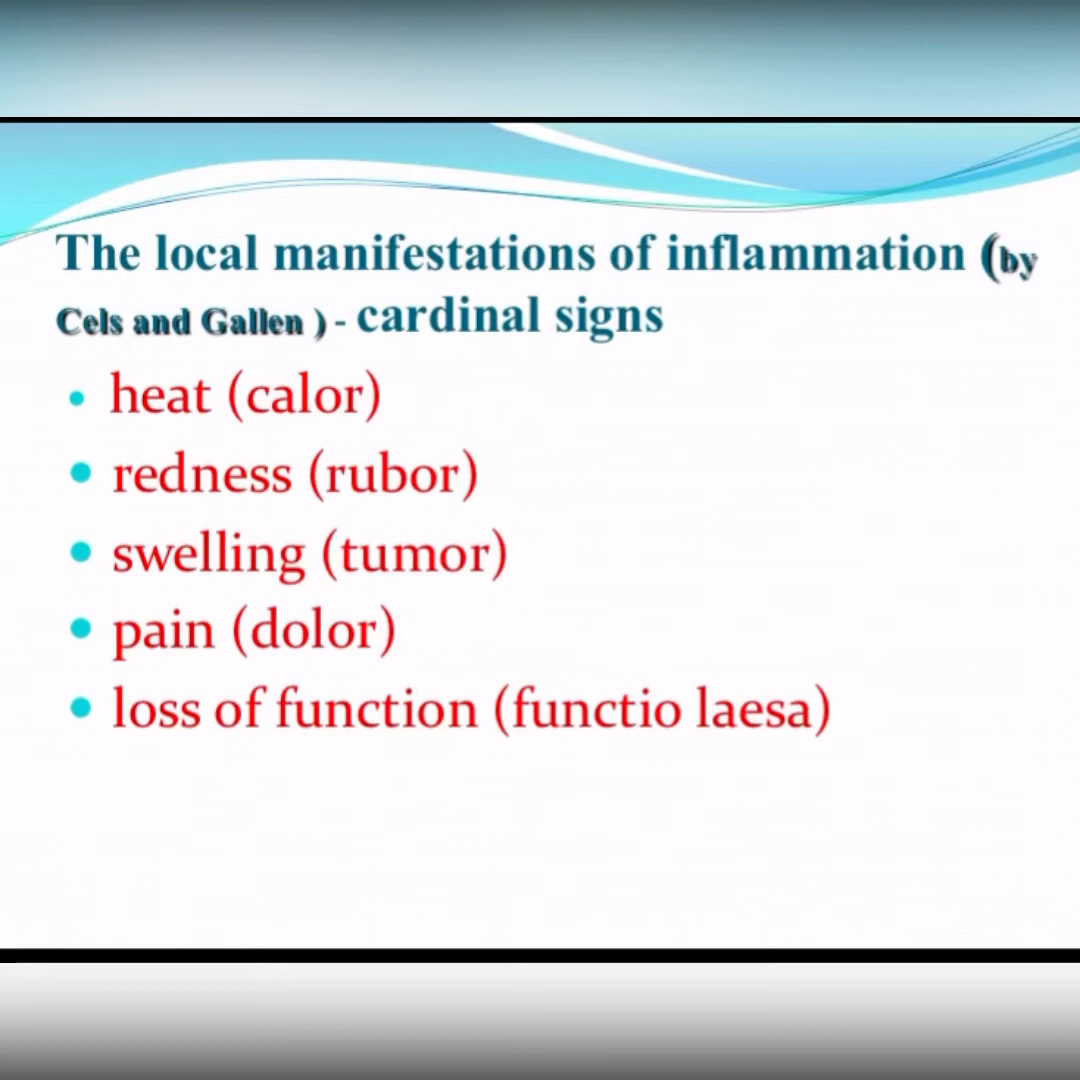 The local manifestations of inflammation (by
Cels and Gallen ) - cardinal signs
• heat (calor)
• redness (rubor)
• swelling (tumor)
• pain (dolor)
• loss of function (functio laesa)